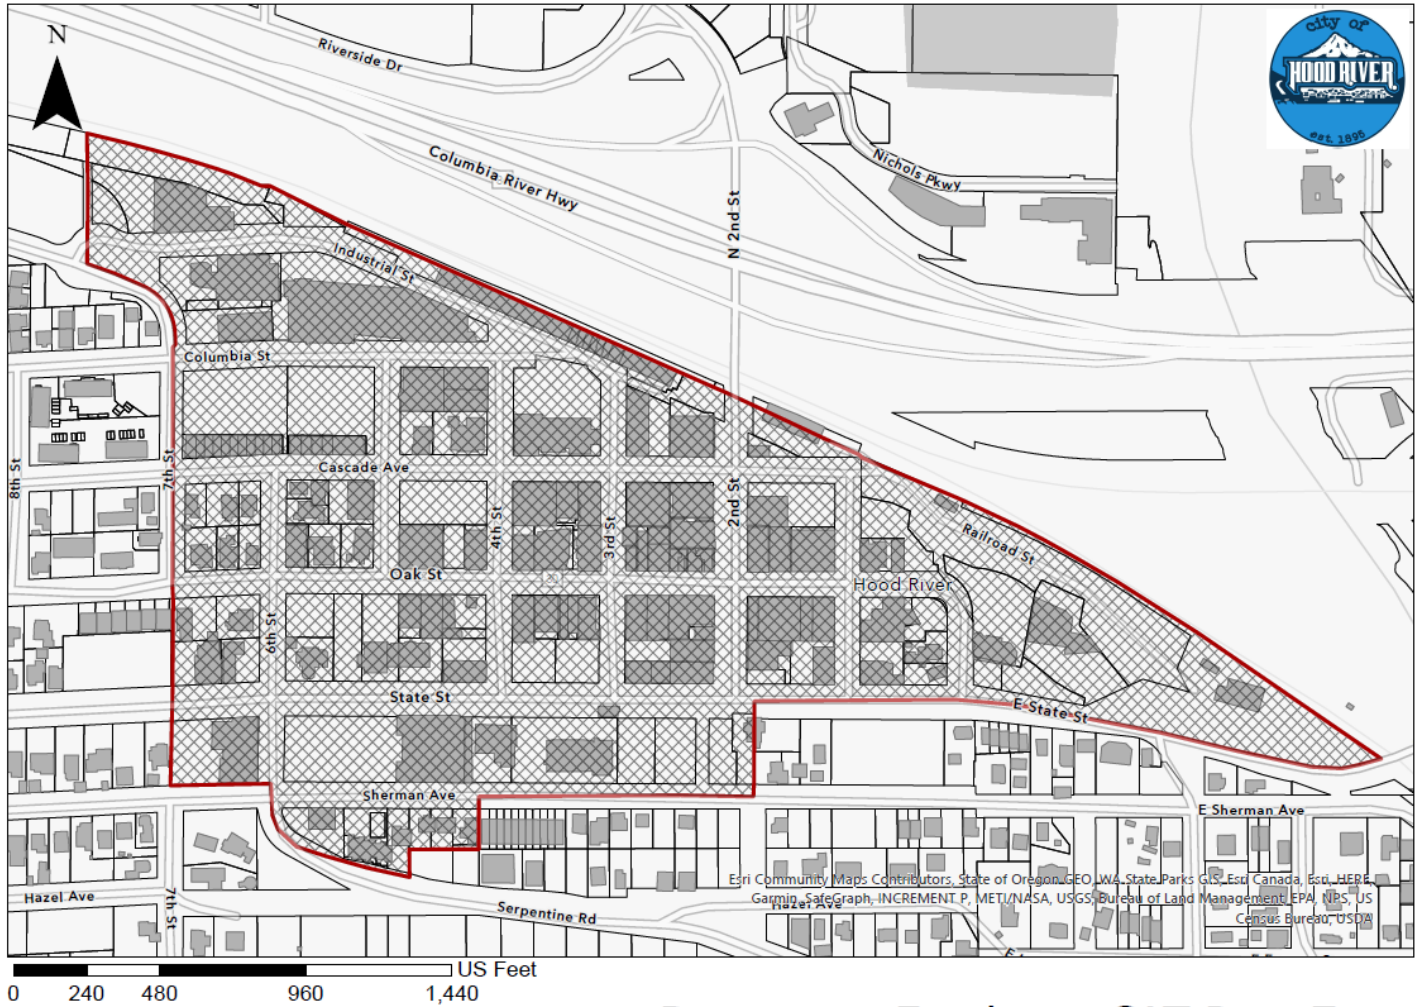 N
Riverside Dr
city of
HOOD RIVER
est. 1895
Columbia River Hwy
Nichols Pkwy
N 2nd St
Industrial St
Columbia St
Cascade Ave
8th St
7th St
4th St
3rd St
2nd St
Railroad St
Oak St
30
Hood River
6th St
State St
E State St
Sherman Ave
E Sherman Ave
Hazel Ave
7th St
Serpentine Rd
Hazel Ave
Esri Community Maps Contributors, State of Oregon GEO, WA State Parks GIS, Esri Canada, Esri, HERE,
Garmin, SafeGraph, INCREMENT P, METI/NASA, USGS, Bureau of Land Management, EPA, NPS, US
Census Bureau, USDA
US Feet
0 240 480 960 1,440